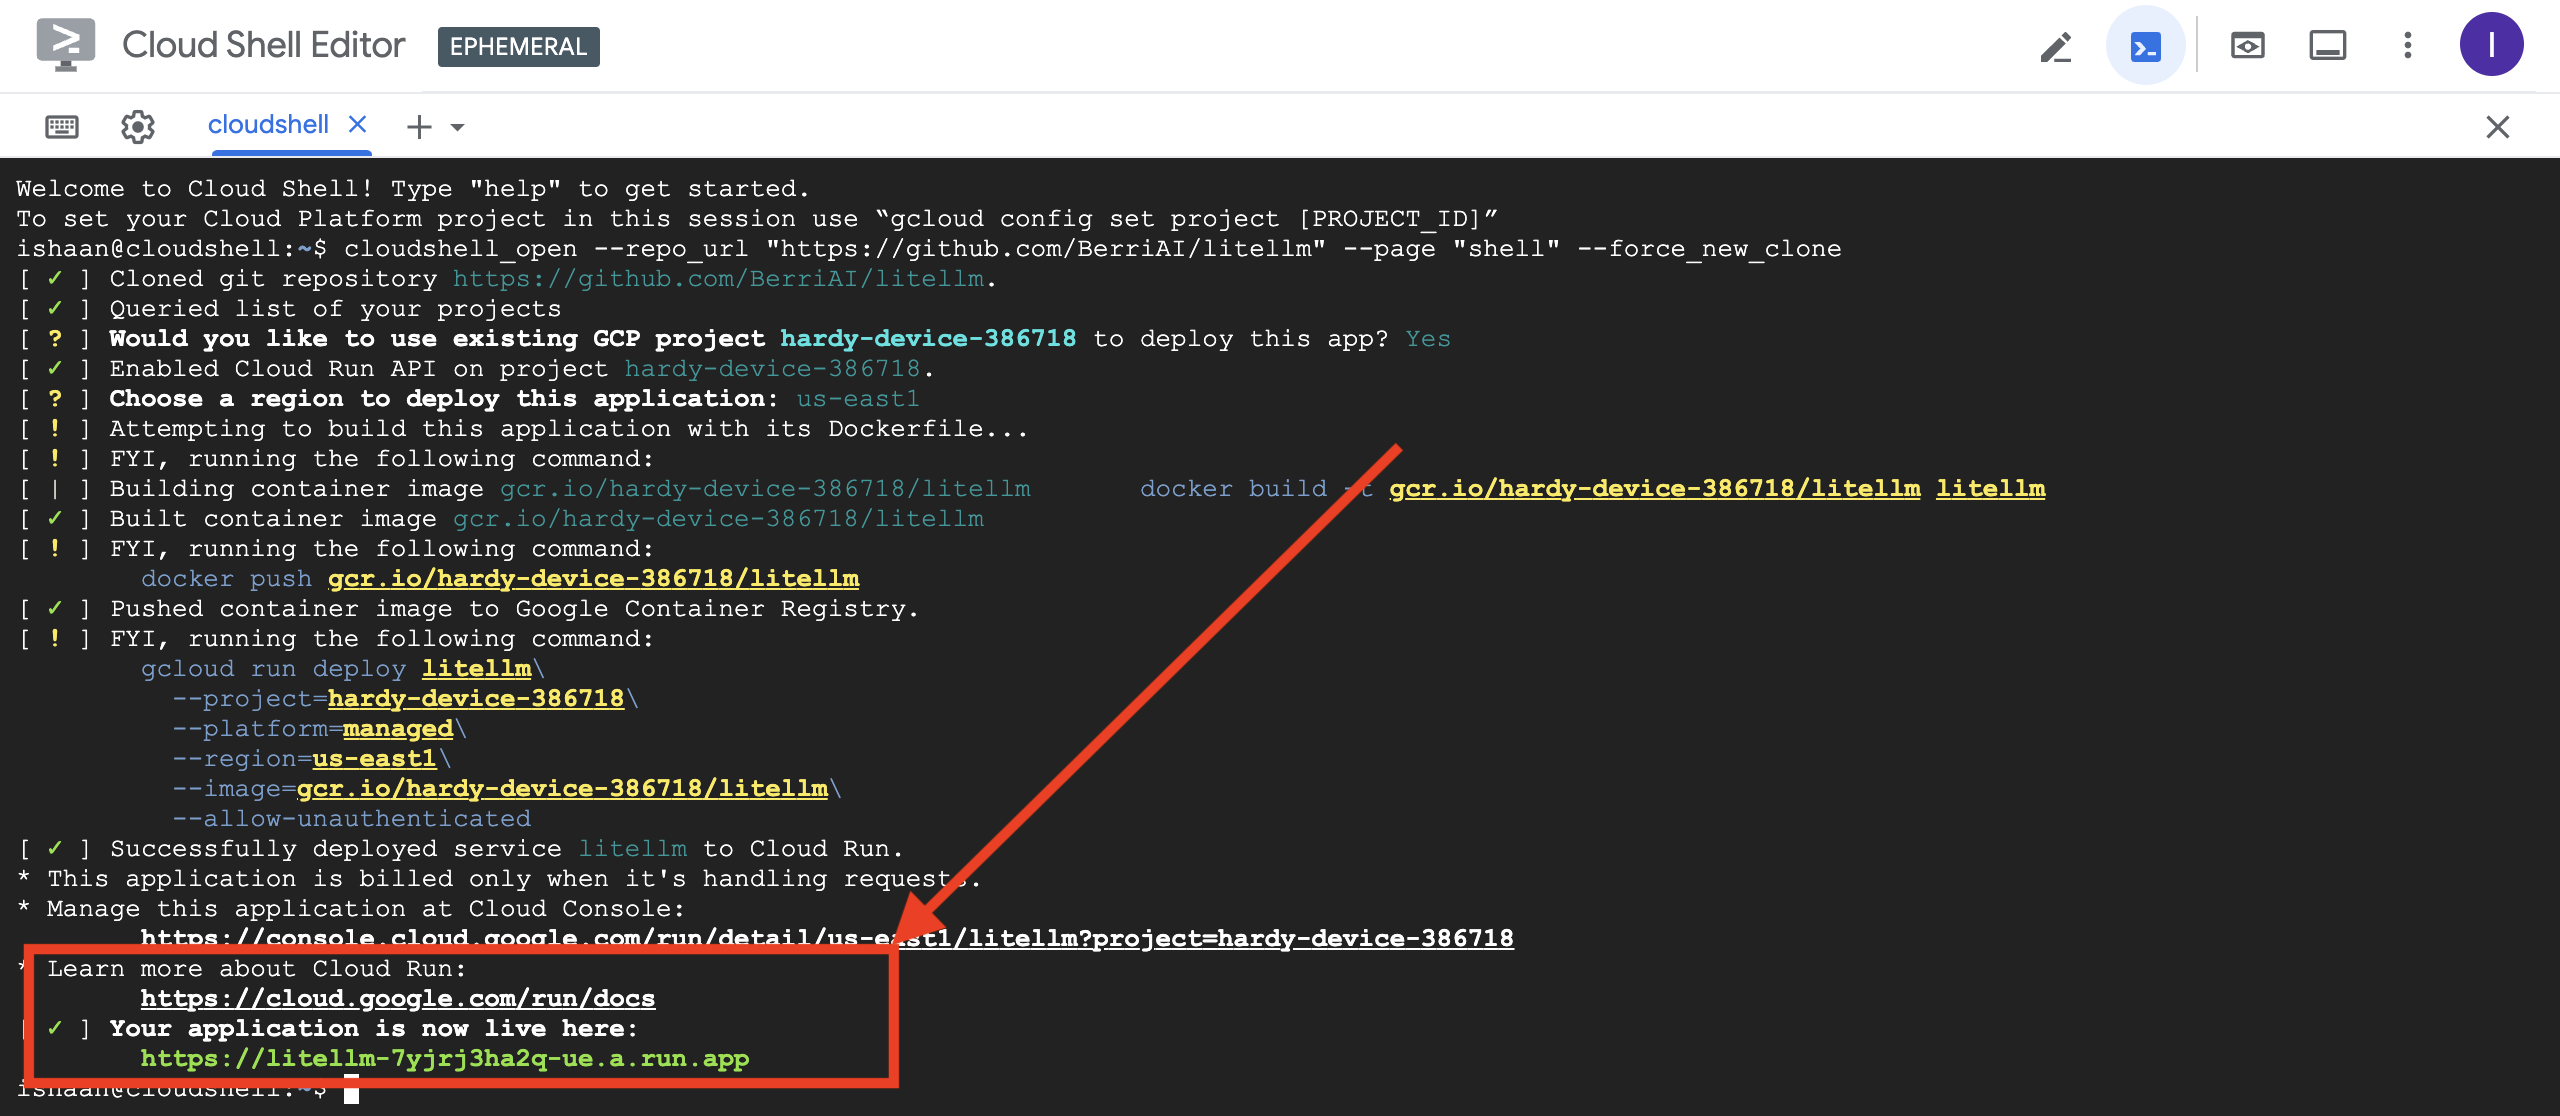 Cloud Shell Editor EPHEMERAL I
cloudshell
Welcome to Cloud Shell! Type "help" to get started.
To set your Cloud Platform project in this session use “gcloud config set project [PROJECT_ID]”
ishaan@cloudshell:~$ cloudshell_open --repo_url "https://github.com/BerriAI/litellm" --page "shell" --force_new_clone
[ ✓ ] Cloned git repository https://github.com/BerriAI/litellm.
[ ✓ ] Queried list of your projects
[ ? ] Would you like to use existing GCP project hardy-device-386718 to deploy this app? Yes
[ ✓ ] Enabled Cloud Run API on project hardy-device-386718.
[ ? ] Choose a region to deploy this application: us-east1
[ ! ] Attempting to build this application with its Dockerfile...
[ ! ] FYI, running the following command:
[ | ] Building container image gcr.io/hardy-device-386718/litellm docker build -t gcr.io/hardy-device-386718/litellm litellm
[ ✓ ] Built container image gcr.io/hardy-device-386718/litellm
[ ! ] FYI, running the following command:
docker push gcr.io/hardy-device-386718/litellm
[ ✓ ] Pushed container image to Google Container Registry.
[ ! ] FYI, running the following command:
gcloud run deploy litellm\
--project=hardy-device-386718\
--platform=managed\
--region=us-east1\
--image=gcr.io/hardy-device-386718/litellm\
--allow-unauthenticated
[ ✓ ] Successfully deployed service litellm to Cloud Run.
* This application is billed only when it's handling requests.
* Manage this application at Cloud Console:
https://console.cloud.google.com/run/detail/us-east1/litellm?project=hardy-device-386718
* Learn more about Cloud Run:
https://cloud.google.com/run/docs
[ ✓ ] Your application is now live here:
https://litellm-7yjrj3ha2q-ue.a.run.app
ishaan@cloudshell:~$